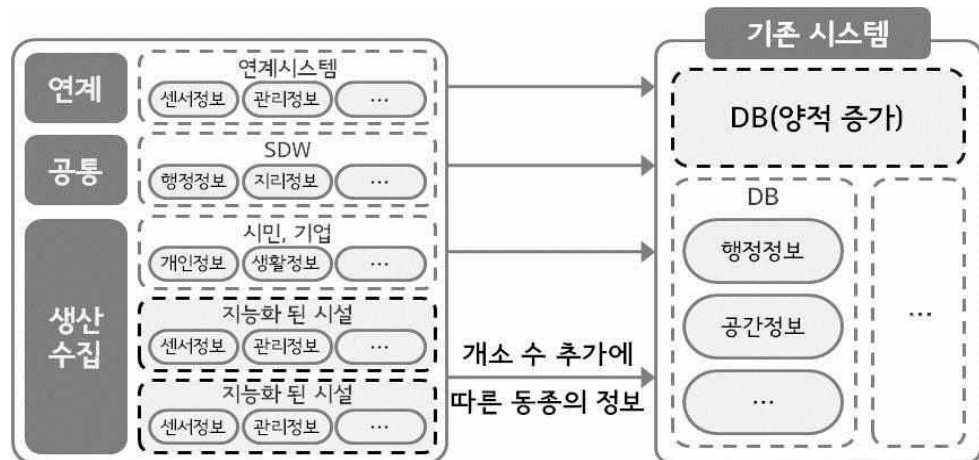 연계
연계시스템
센서정보 관리정보 …
공통
SDW
행정정보 지리정보 …
생산
수집
시민, 기업
개인정보 생활정보 …
지능화 된 시설
센서정보 관리정보 …
지능화 된 시설
센서정보 관리정보 …
개소 수 추가에
따른 동종의 정보
기존 시스템
DB(양적 증가)
DB
행정정보
공간정보
…
…